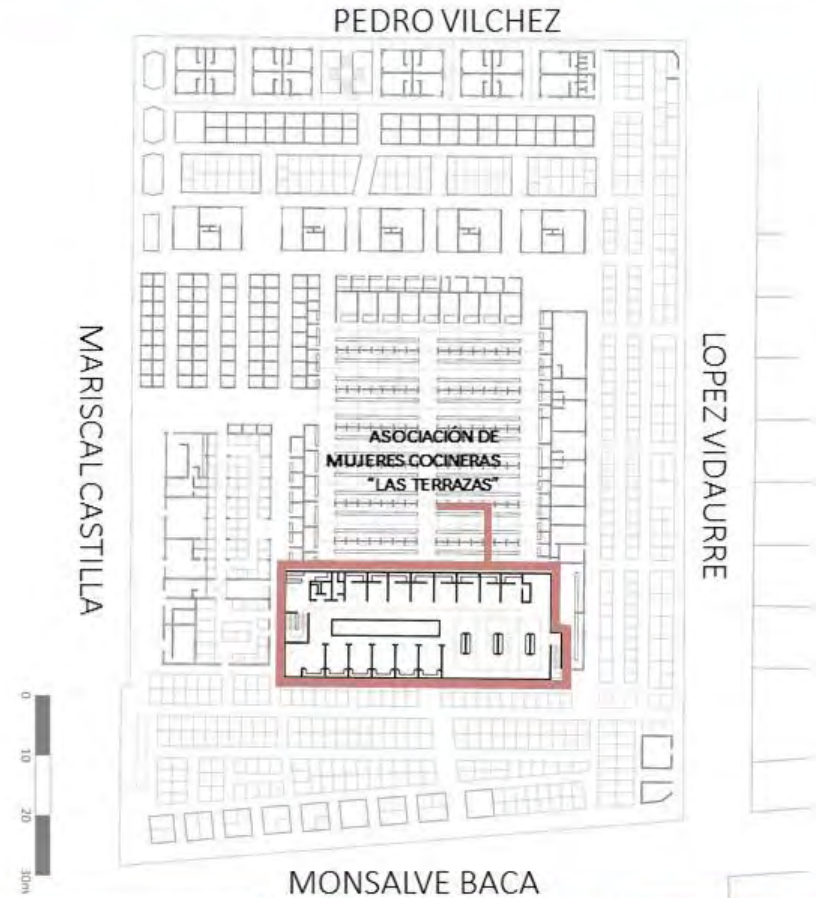 PEDRO VILCHEZ
MARISCAL CASTILLA
LOPEZ VIDAURRE
ASOCIACIÓN DE
MUJERES COCINERAS
"LAS TERRAZAS"
0
10
20
30m
MONSALVE BACA